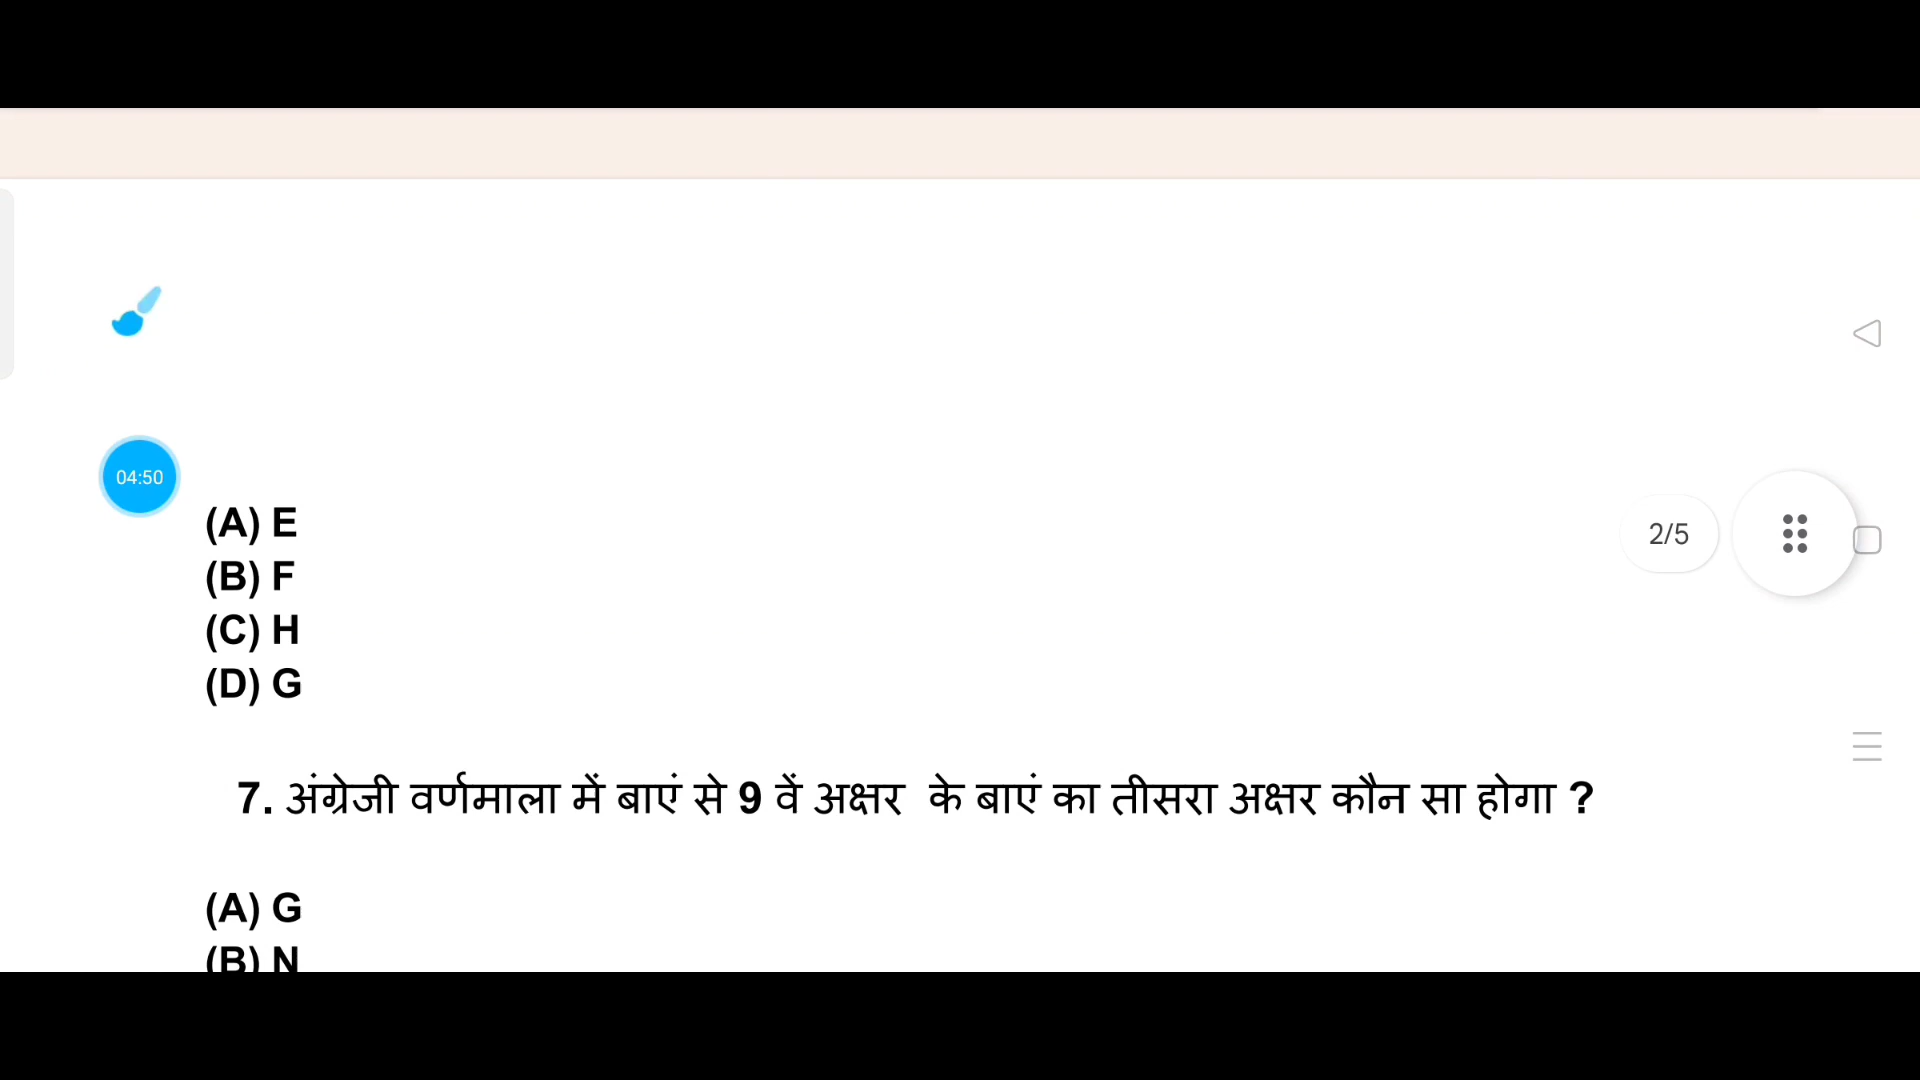 04:50
(A) E
(B) F
2/5
(C) H
(D) G
7. अंग्रेजी वर्णमाला में बाएं से 9 वें अक्षर के बाएं का तीसरा अक्षर कौन सा होगा ?
(A) G
(B) N